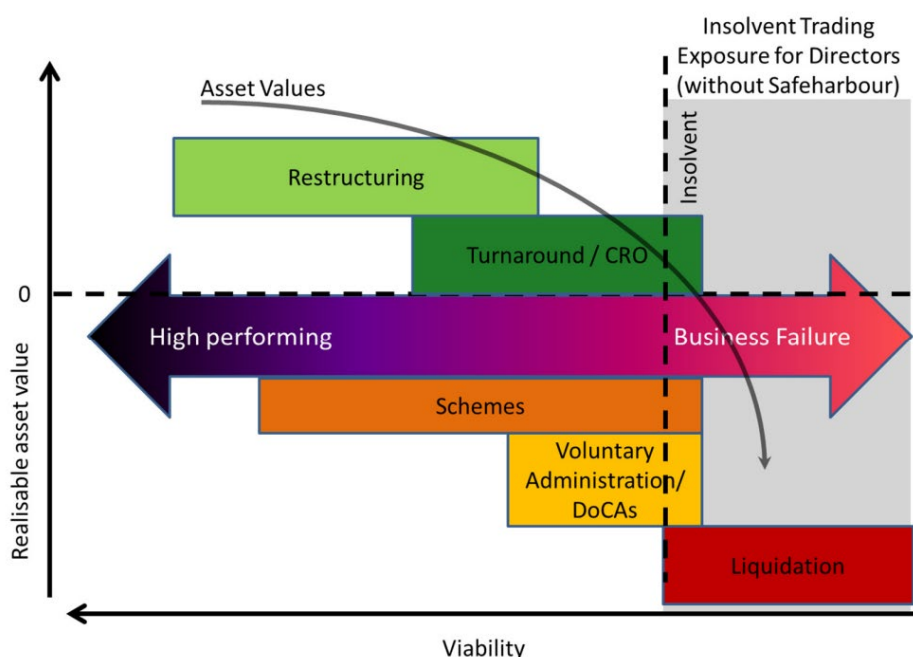 Insolvent Trading
Exposure for Directors
(without Safeharbour)
Asset Values
Insolvent
Restructuring
Turnaround / CRO
0
High performing
Business Failure
Schemes
Voluntary
Administration/
DoCAs
Liquidation
Realisable asset value
Viability